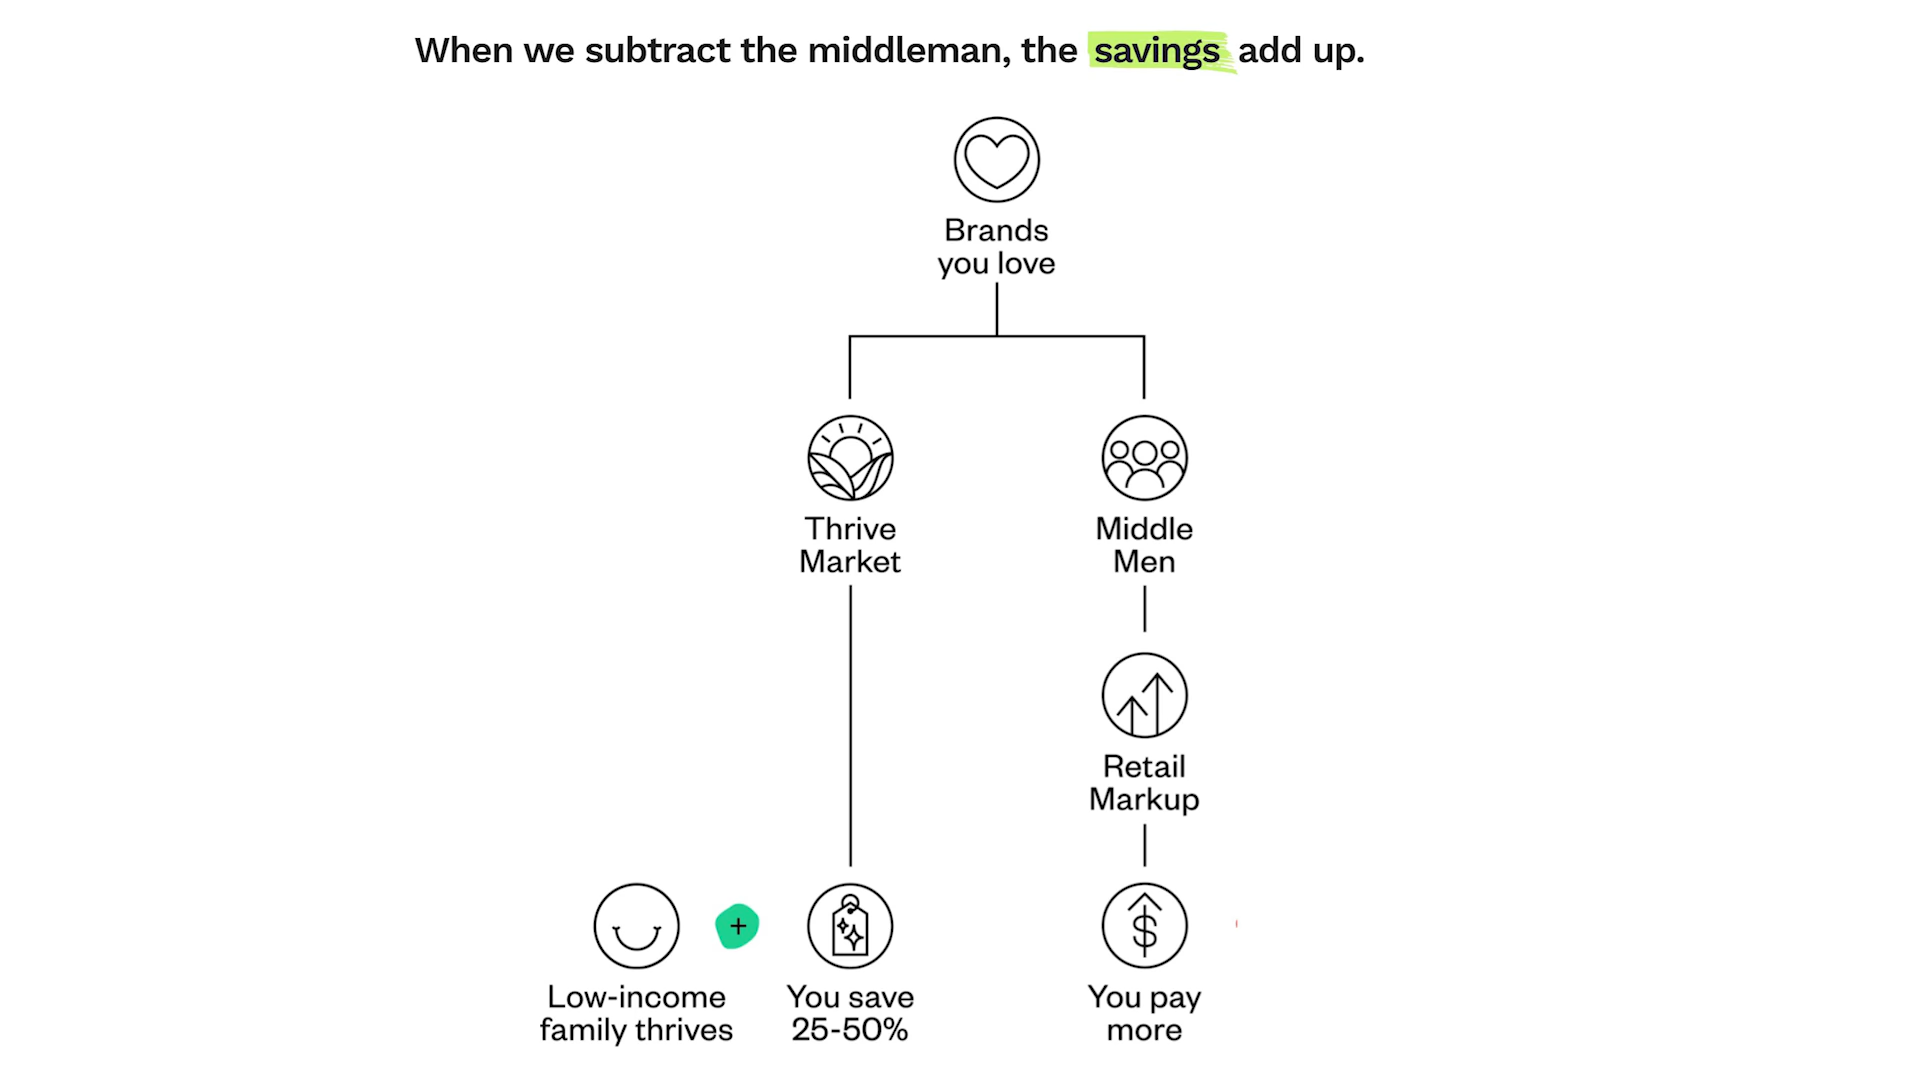 When we subtract the middleman, the savings add up.
Brands
you love
Thrive
Market
Middle
Men
Retail
Markup
+
Low-income
family thrives
You save
25-50%
$
You pay
more